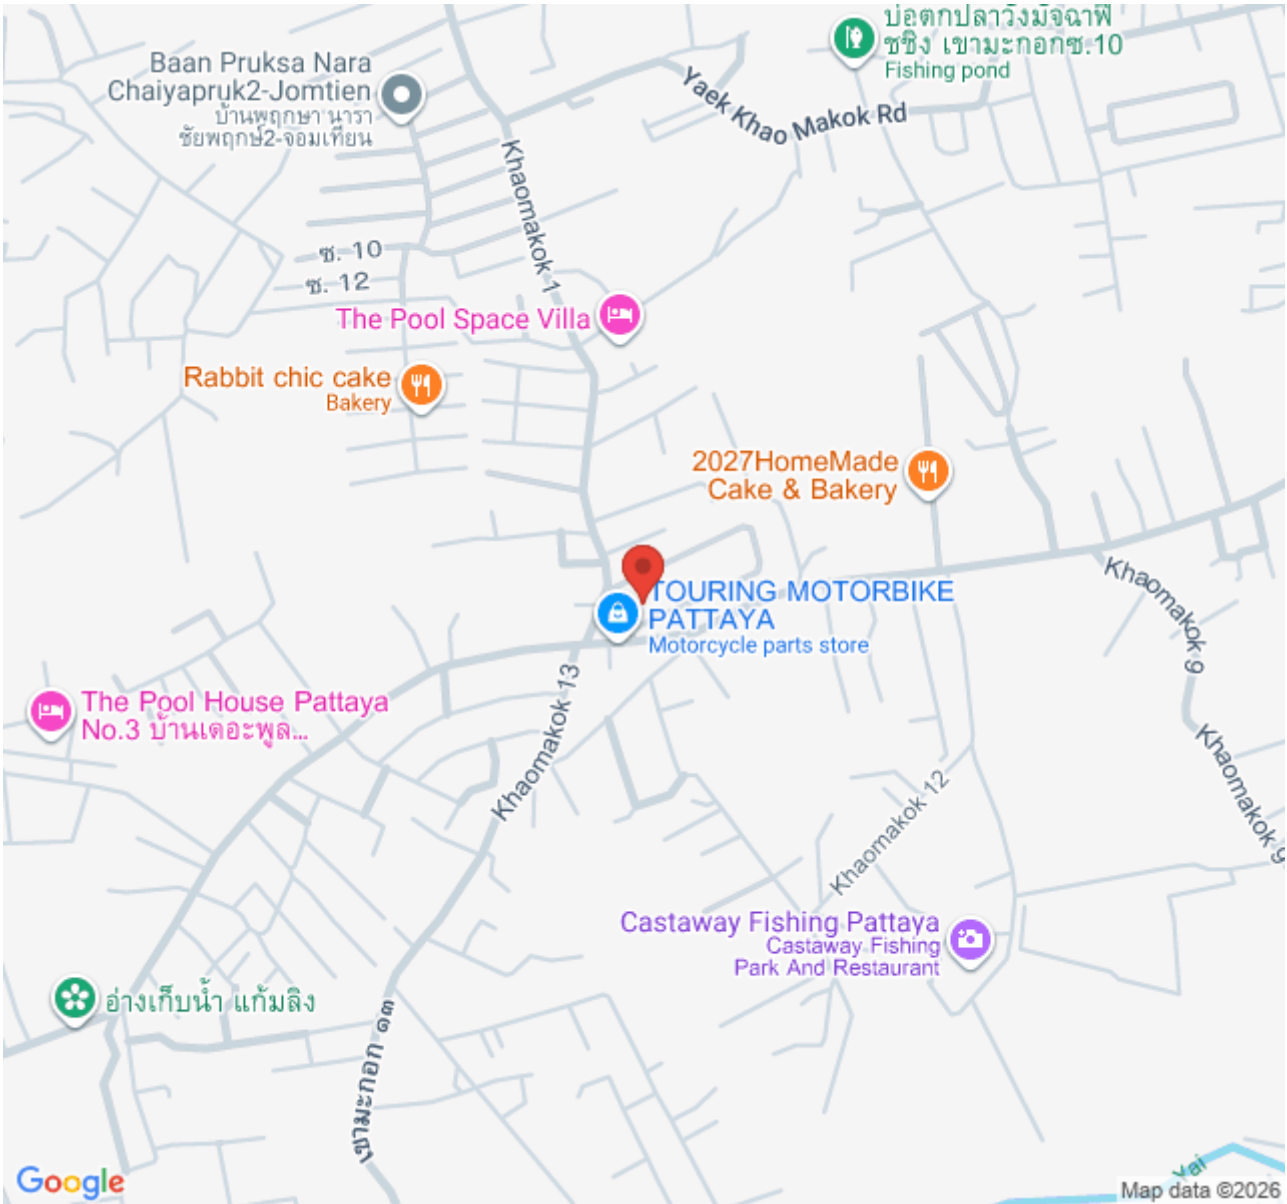 บ่อตกปลาวังมัจฉาฟิ
ชชิ่ง เขามะกอกซ.10
Fishing pond
Baan Pruksa Nara
Chaiyapruk2-Jomtien
บ้านพฤกษา นารา
ชัยพฤกษ์2-จอมเทียน
Yaek Khao Makok Rd
Khaomakok 1
ซ. 10
ซ. 12
The Pool Space Villa
Rabbit chic cake
Bakery
2027HomeMade
Cake & Bakery
TOURING MOTORBIKE
PATTAYA
Motorcycle parts store
Khaomakok 9
The Pool House Pattaya
No.3 บ้านเดอะพูล...
Khaomakok 13
Khaomakok 9
Khaomakok 12
Castaway Fishing Pattaya
Castaway Fishing
Park And Restaurant
อ่างเก็บน้ำ แก้มลิง
เขามะกอก ๑๓
Yai
Google
Map data ©2026